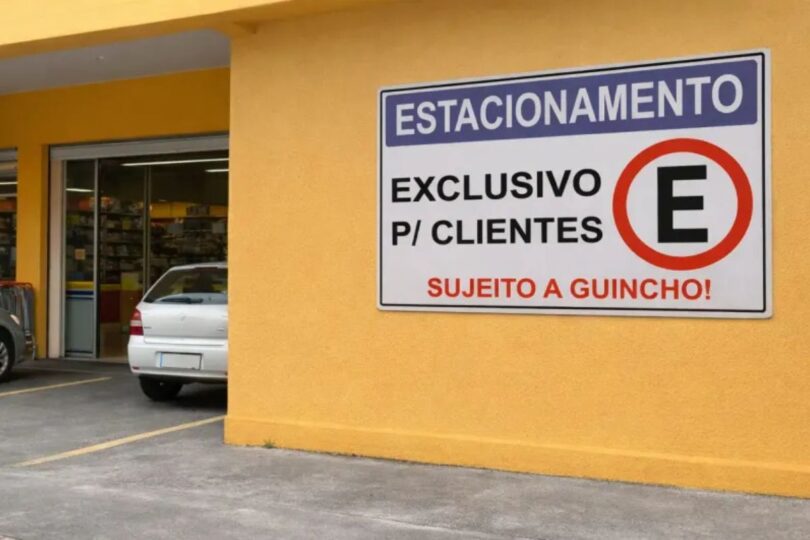 ESTACIONAMENTO
EXCLUSIVO
P/ CLIENTES
E
SUJEITO A GUINCHO!